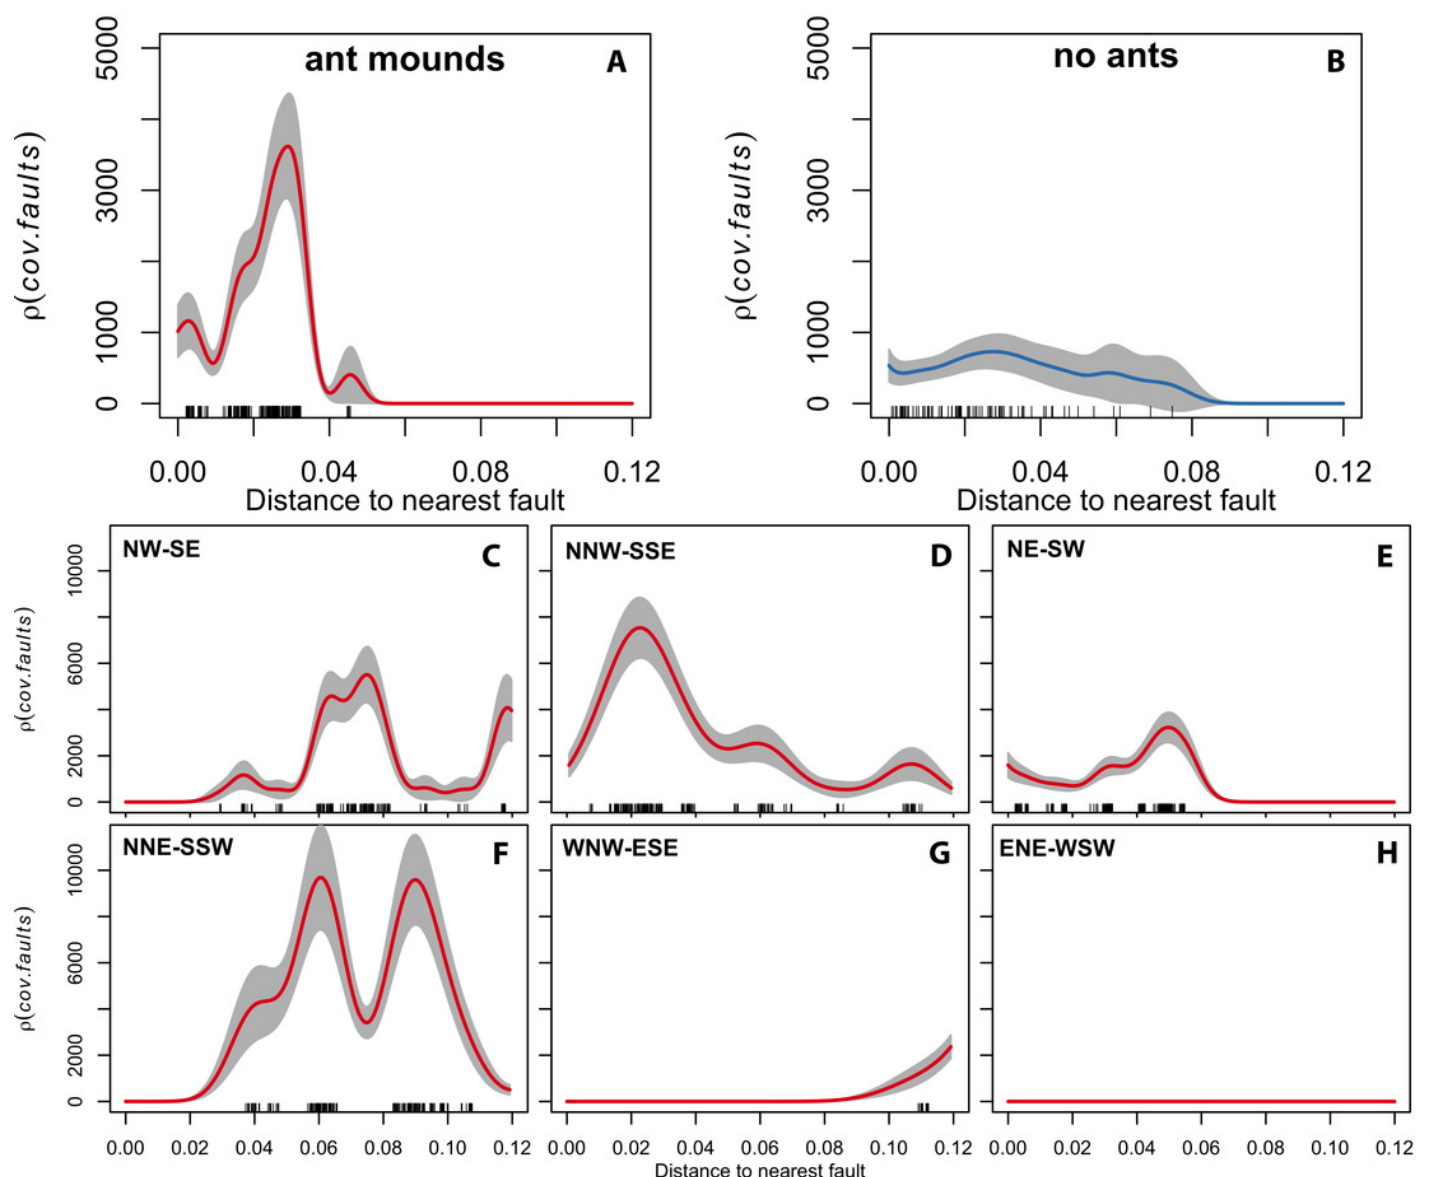 ant mounds A
no ants B
ρ(cov.faults)
5000
3000
1000
0
ρ(cov.faults)
5000
3000
1000
0
0.00 0.04 0.08 0.12
0.00 0.04 0.08 0.12
Distance to nearest fault
Distance to nearest fault
NW-SE C
NNW-SSE D
NE-SW E
ρ(cov.faults)
10000
6000
2000
0
NNE-SSW F
WNW-ESE G
ENE-WSW H
ρ(cov.faults)
10000
6000
2000
0
0.00 0.02 0.04 0.06 0.08 0.10 0.12
0.00 0.02 0.04 0.06 0.08 0.10 0.12
0.00 0.02 0.04 0.06 0.08 0.10 0.12
Distance to nearest fault